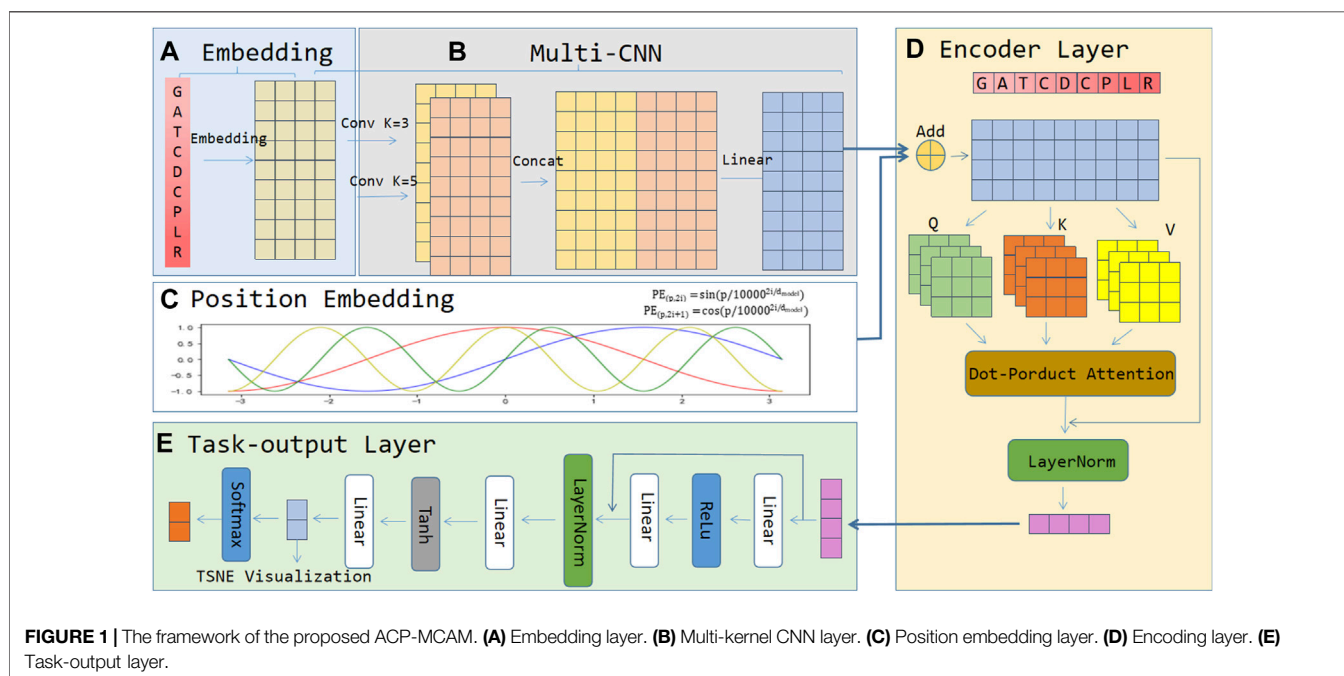 A Embedding
G
A
T
C
D
C
P
L
R
Embedding
B Multi-CNN
Conv K=3
Conv K=5
Concat
Linear
C Position Embedding
PE(p,2i) = sin(p/10000^2i/dmodel)
PE(p,2i+1) = cos(p/10000^2i/dmodel)
1.0
0.5
0.0
−0.5
−1.0
−3 −2 −1 0 1 2 3
D Encoder Layer
G A T C D C P L R
Add
Q K V
Dot-Porduct Attention
LayerNorm
E Task-output Layer
Softmax
Linear
Tanh
Linear
LayerNorm
Linear
ReLu
Linear
TSNE Visualization
FIGURE 1 | The framework of the proposed ACP-MCAM. (A) Embedding layer. (B) Multi-kernel CNN layer. (C) Position embedding layer. (D) Encoding layer. (E)
Task-output layer.